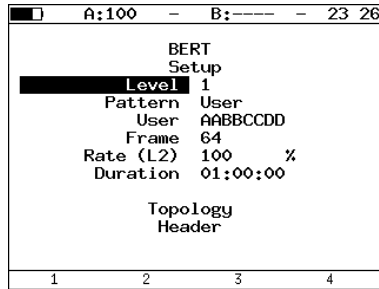 A:100 – B:---- – 23 26
BERT
Setup
Level 1
Pattern User
User AABBCCDD
Frame 64
Rate (L2) 100 %
Duration 01:00:00
Topology
Header
1 2 3 4